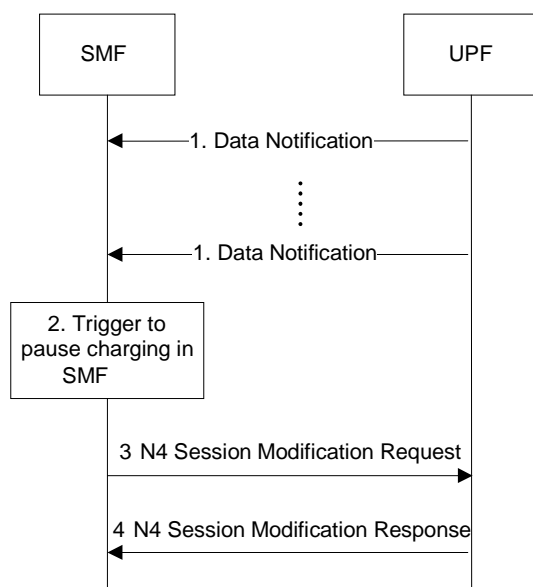 SMF
UPF
1. Data Notification
1. Data Notification
2. Trigger to
pause charging in
SMF
3 N4 Session Modification Request
4 N4 Session Modification Response